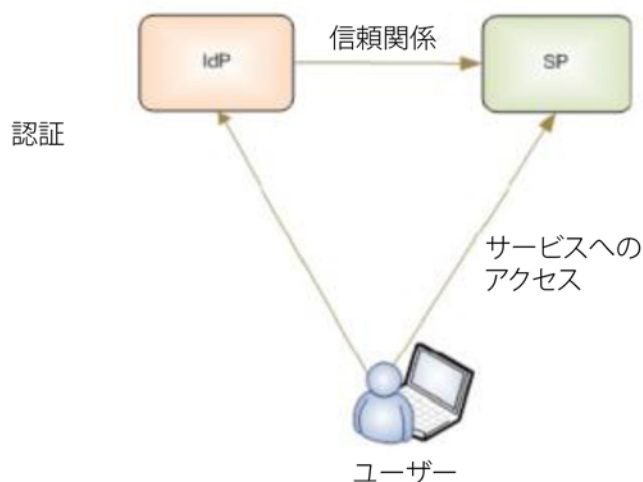 IdP
信頼関係
SP
認証
サービスへの
アクセス
ユーザー